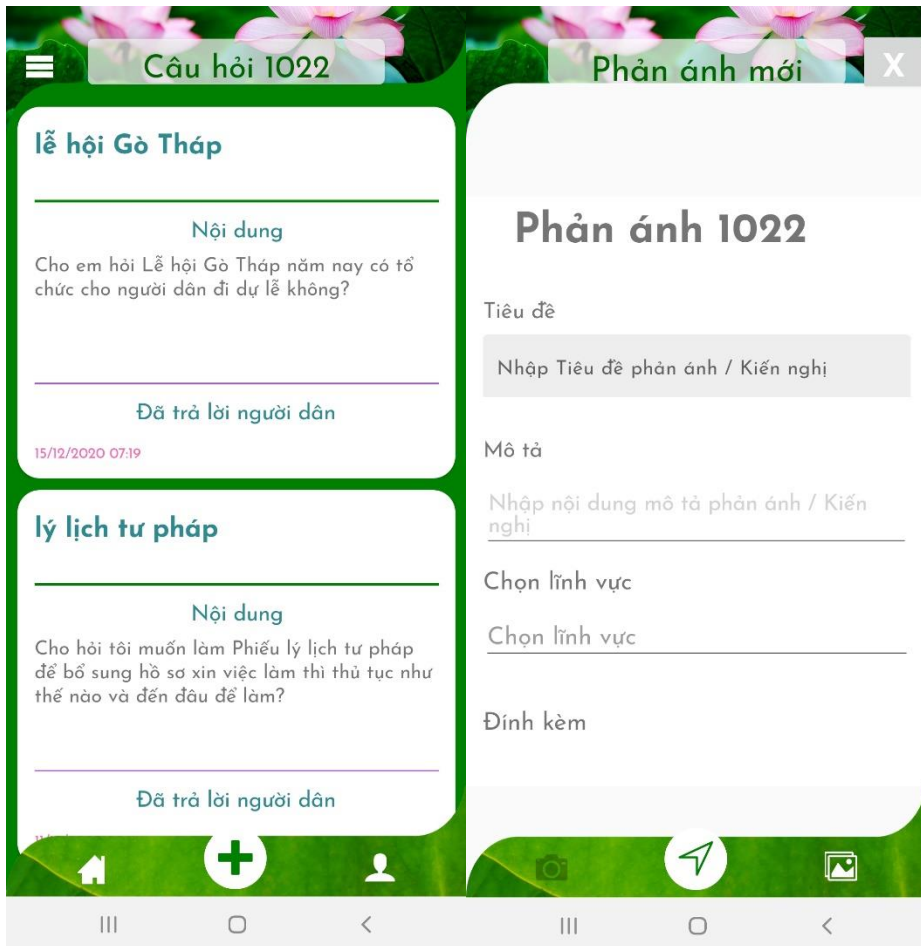 Câu hỏi 1022
lễ hội Gò Tháp
Nội dung
Cho em hỏi Lễ hội Gò Tháp năm nay có tổ
chức cho người dân đi dự lễ không?
Đã trả lời người dân
15/12/2020 07:19
lý lịch tư pháp
Nội dung
Cho hỏi tôi muốn làm Phiếu lý lịch tư pháp
để bổ sung hồ sơ xin việc làm thì thủ tục như
thế nào và đến đâu để làm?
Đã trả lời người dân
Phản ánh mới
X
Phản ánh 1022
Tiêu đề
Nhập Tiêu đề phản ánh / Kiến nghị
Mô tả
Nhập nội dung mô tả phản ánh / Kiến
nghị
Chọn lĩnh vực
Chọn lĩnh vực
Đính kèm